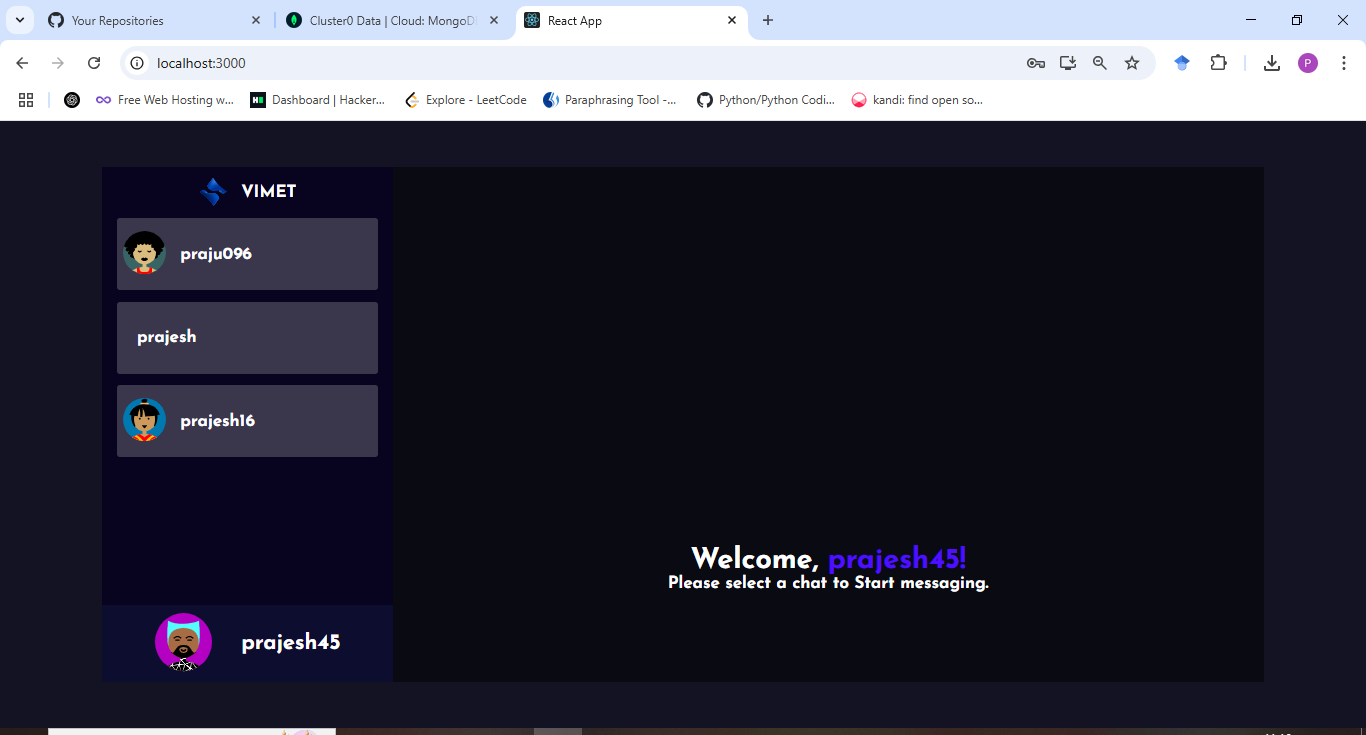 Your Repositories
Cluster0 Data | Cloud: MongoD
React App
localhost:3000
P
Free Web Hosting w...
Dashboard | Hacker...
Explore - LeetCode
Paraphrasing Tool -...
Python/Python Codi...
kandi: find open so...
VIMET
praju096
prajesh
prajesh16
Welcome, prajesh45!
Please select a chat to Start messaging.
prajesh45